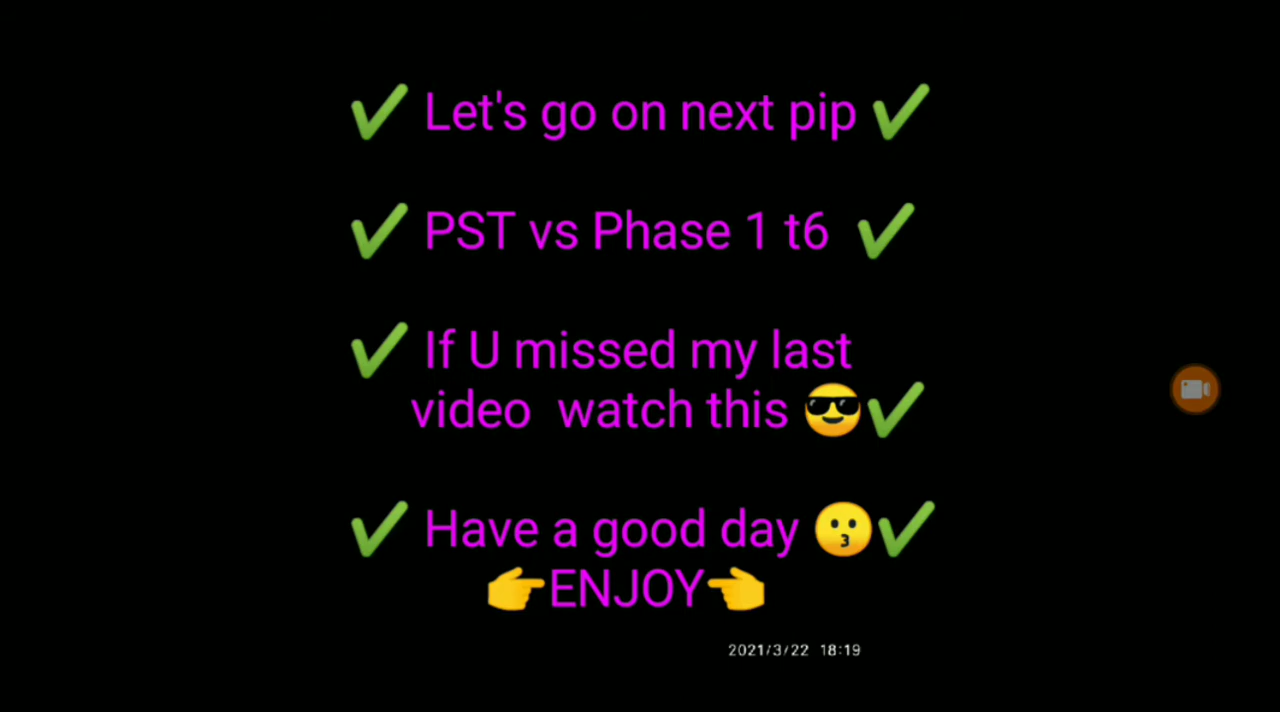 ✔ Let's go on next pip ✔
✔ PST vs Phase 1 t6 ✔
✔ If U missed my last
video watch this 😎✔
✔ Have a good day 😗✔
👉ENJOY👈
2021/3/22 18:19